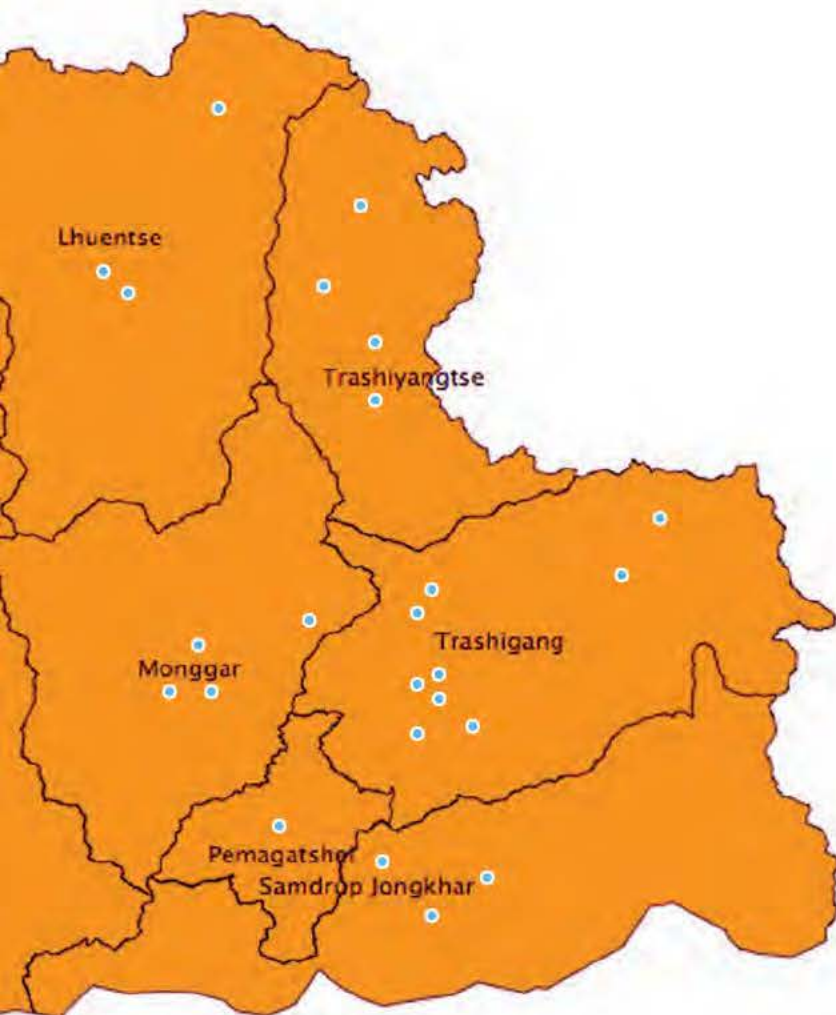 Lhuentse
Trashiyangtse
Trashigang
Monggar
Pemagatshel
Samdrup Jongkhar